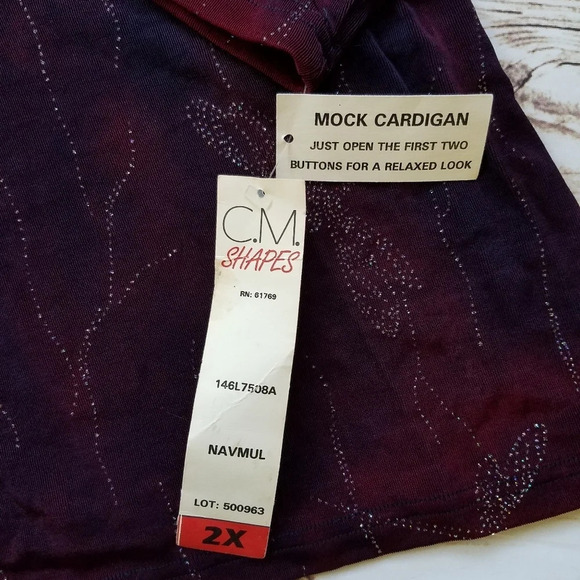 MOCK CARDIGAN
JUST OPEN THE FIRST TWO
BUTTONS FOR A RELAXED LOOK
C.M.
SHAPES
RN: 61769
146L7508A
NAVMUL
LOT: 500963
2X